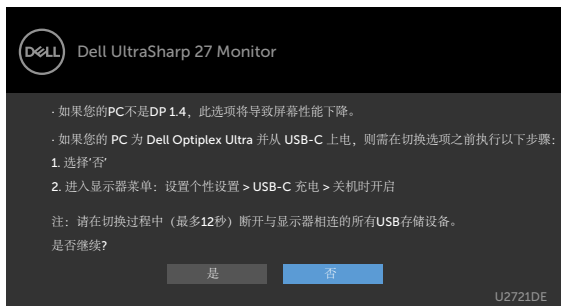 DELL
Dell UltraSharp 27 Monitor
· 如果您的PC不是DP 1.4，此选项将导致屏幕性能下降。
· 如果您的 PC 为 Dell Optiplex Ultra 并从 USB-C 上电，则需在切换选项之前执行以下步骤：
1. 选择‘否’
2. 进入显示器菜单：设置个性设置 > USB-C 充电 > 关机时开启
注：请在切换过程中（最多12秒）断开与显示器相连的所有USB存储设备。
是否继续?
是 否
U2721DE